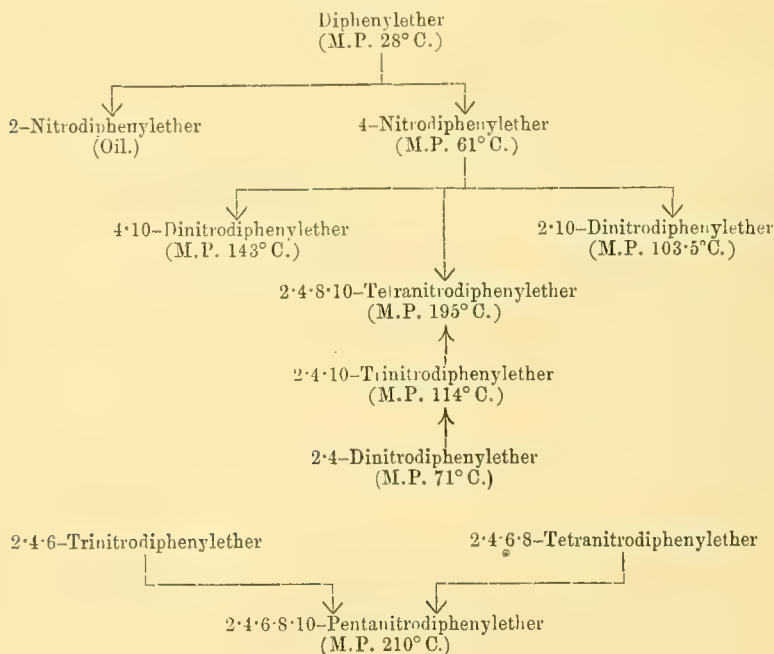 Diphenylether
(M.P. 28° C.)
2–Nitrodiphenylether
(Oil.)
4–Nitrodiphenylether
(M.P. 61° C.)
4·10–Dinitrodiphenylether
(M.P. 143° C.)
2·10–Dinitrodiphenylether
(M.P. 103·5° C.)
2·4·8·10–Tetranitrodiphenylether
(M.P. 195° C.)
2·4·10–Trinitrodiphenylether
(M.P. 114° C.)
2·4–Dinitrodiphenylether
(M.P. 71° C.)
2·4·6–Trinitrodiphenylether
2·4·6·8–Tetranitrodiphenylether
2·4·6·8·10–Pentanitrodiphenylether
(M.P. 210° C.)